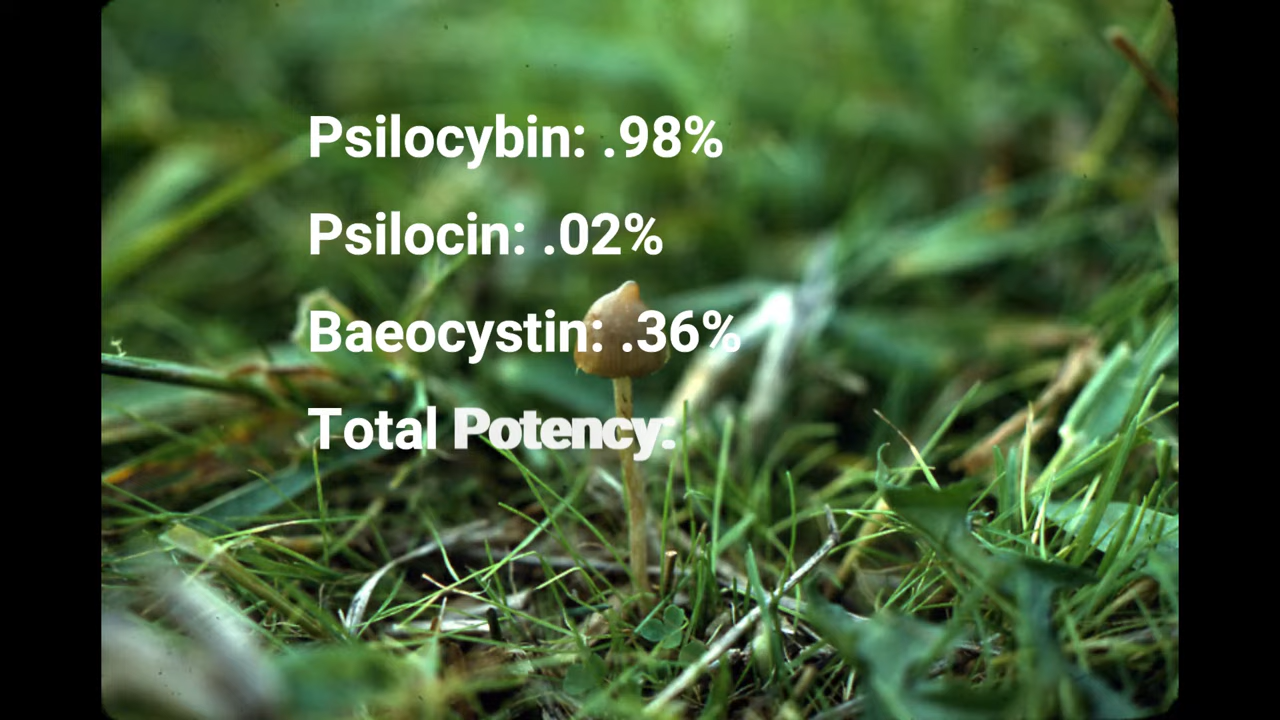 Psilocybin: .98%
Psilocin: .02%
Baeocystin: .36%
Total Potency: